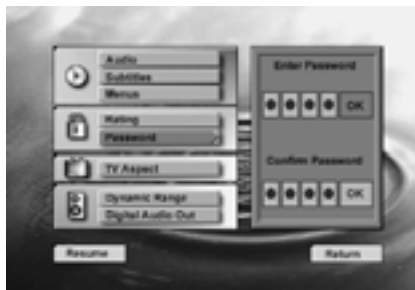 Audio
Subtitles
Menus
Rating
Password
TV Aspect
Dynamic Range
Digital Audio Out
Enter Password
OK
Confirm Password
OK
Resume
Return